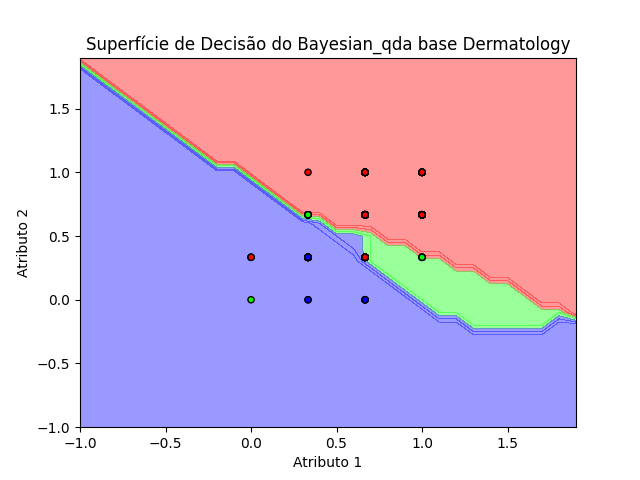 Superfície de Decisão do Bayesian_qda base Dermatology
1.5
1.0
0.5
0.0
−0.5
−1.0
Atributo 2
−1.0 −0.5 0.0 0.5 1.0 1.5
Atributo 1